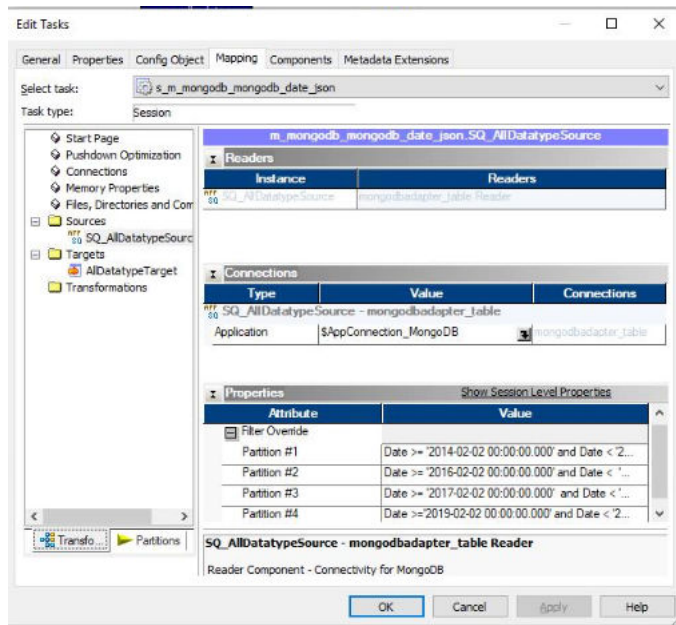 Edit Tasks
General Properties Config Object Mapping Components Metadata Extensions
Select task: s_m_mongodb_mongodb_date_json
Task type: Session
Start Page
Pushdown Optimization
Connections
Memory Properties
Files, Directories and Com
Sources
SQ_AllDatatypeSourc
Targets
AllDatatypeTarget
Transformations
Transfo... Partitions
m_mongodb_mongodb_date_json.SQ_AllDatatypeSource
Readers
Instance Readers
SQ_AllDatatypeSource mongodbadapter_table Reader
Connections
Type Value Connections
SQ_AllDatatypeSource - mongodbadapter_table
Application $AppConnection_MongoDB mongodbadapter_table
Properties Show Session Level Properties
Attribute Value
Filter Override
Partition #1 Date >= '2014-02-02 00:00:00.000' and Date < '2...
Partition #2 Date >= '2016-02-02 00:00:00.000' and Date < '...
Partition #3 Date >= '2017-02-02 00:00:00.000' and Date < '...
Partition #4 Date >='2019-02-02 00:00:00.000' and Date < '2...
SQ_AllDatatypeSource - mongodbadapter_table Reader
Reader Component - Connectivity for MongoDB
OK Cancel Apply Help